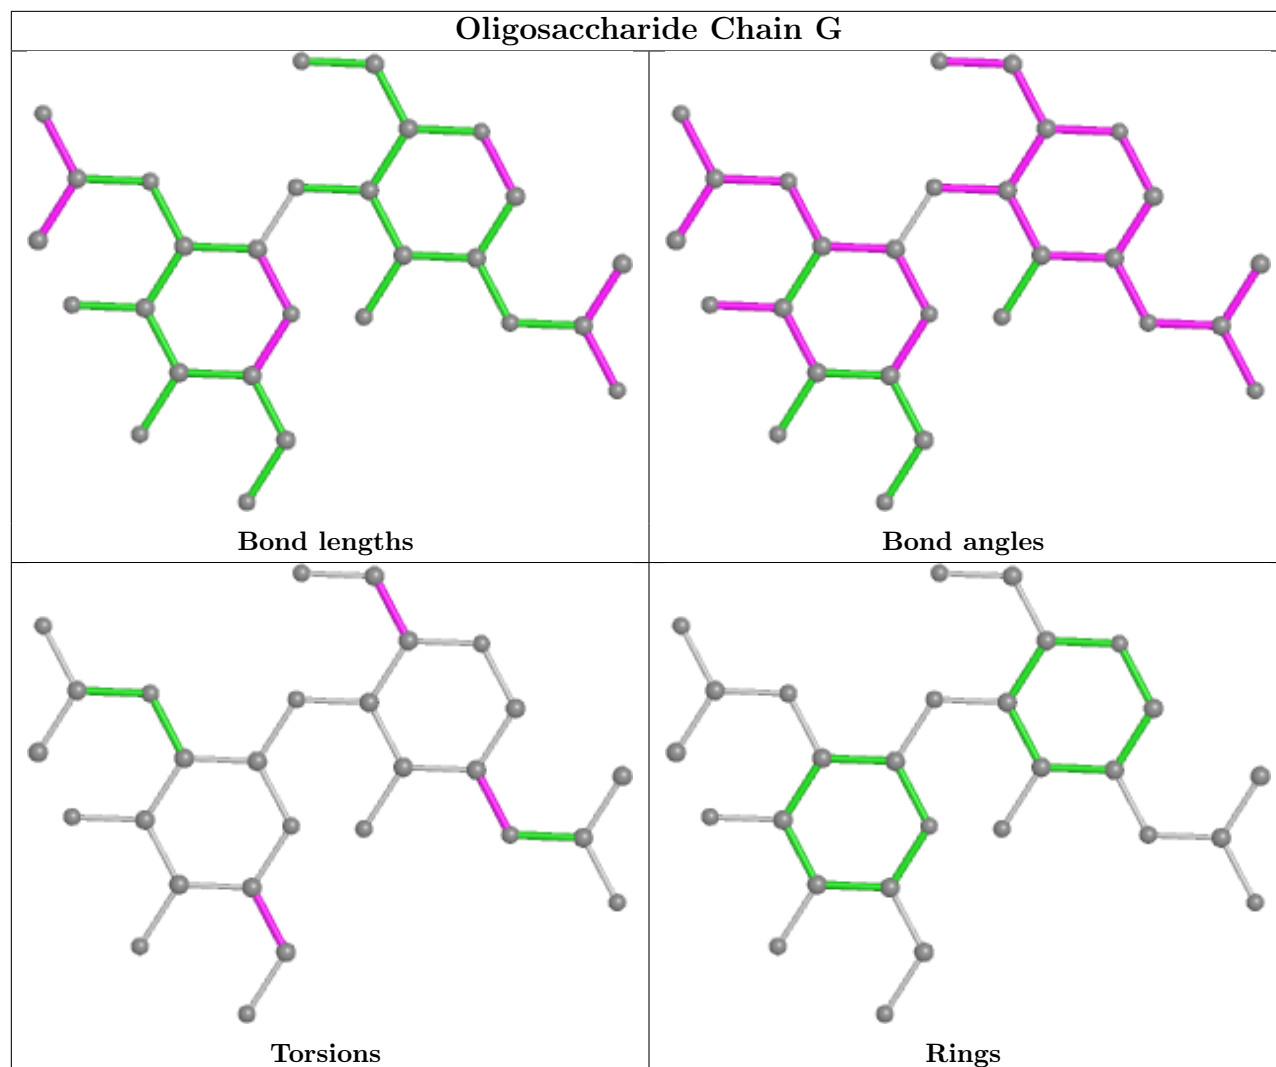 Oligosaccharide Chain G
Bond lengths
Bond angles
Torsions
Rings